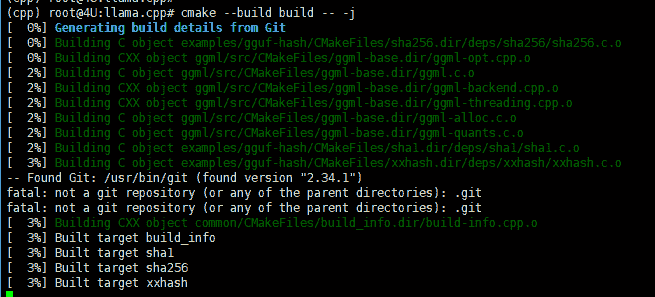 (cpp) root@4U:llama.cpp#
(cpp) root@4U:llama.cpp# cmake --build build -- -j
[  0%] Generating build details from Git
[  0%] Building C object examples/gguf-hash/CMakeFiles/sha256.dir/deps/sha256/sha256.c.o
[  0%] Building CXX object ggml/src/CMakeFiles/ggml-base.dir/ggml-opt.cpp.o
[  2%] Building C object ggml/src/CMakeFiles/ggml-base.dir/ggml.c.o
[  2%] Building CXX object ggml/src/CMakeFiles/ggml-base.dir/ggml-backend.cpp.o
[  2%] Building CXX object ggml/src/CMakeFiles/ggml-base.dir/ggml-threading.cpp.o
[  2%] Building C object ggml/src/CMakeFiles/ggml-base.dir/ggml-alloc.c.o
[  2%] Building C object ggml/src/CMakeFiles/ggml-base.dir/ggml-quants.c.o
[  2%] Building C object examples/gguf-hash/CMakeFiles/sha1.dir/deps/sha1/sha1.c.o
[  3%] Building C object examples/gguf-hash/CMakeFiles/xxhash.dir/deps/xxhash/xxhash.c.o
-- Found Git: /usr/bin/git (found version "2.34.1")
fatal: not a git repository (or any of the parent directories): .git
fatal: not a git repository (or any of the parent directories): .git
[  3%] Building CXX object common/CMakeFiles/build_info.dir/build-info.cpp.o
[  3%] Built target build_info
[  3%] Built target sha1
[  3%] Built target sha256
[  3%] Built target xxhash